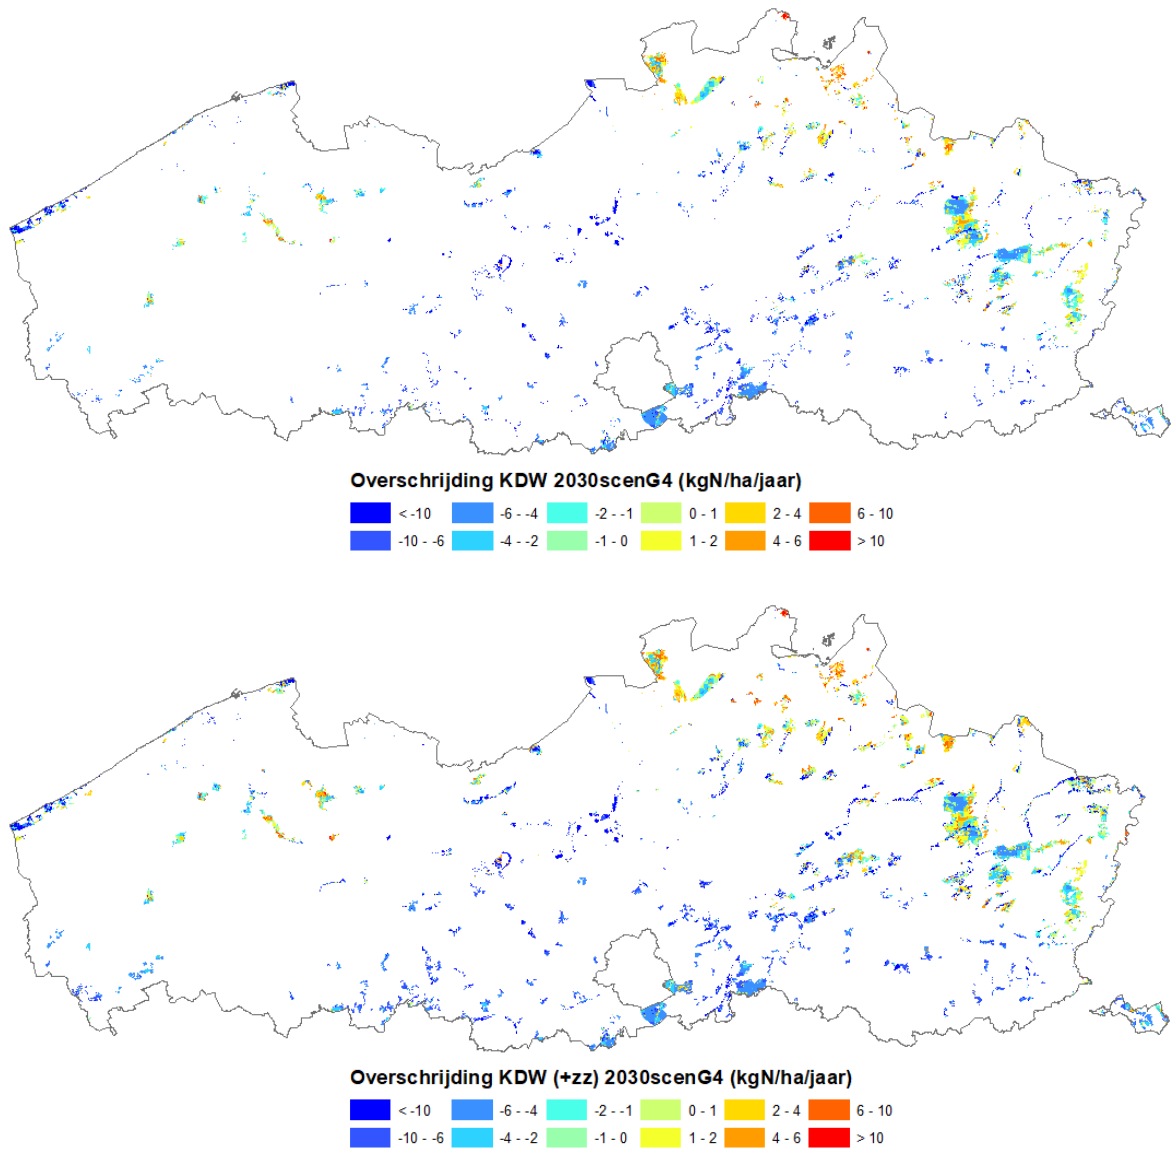 Overschrijding KDW 2030scenG4 (kgN/ha/jaar)
< -10 -6 - -4 -2 - -1 0 - 1 2 - 4 6 - 10
-10 - -6 -4 - -2 -1 - 0 1 - 2 4 - 6 > 10
Overschrijding KDW (+zz) 2030scenG4 (kgN/ha/jaar)
< -10 -6 - -4 -2 - -1 0 - 1 2 - 4 6 - 10
-10 - -6 -4 - -2 -1 - 0 1 - 2 4 - 6 > 10